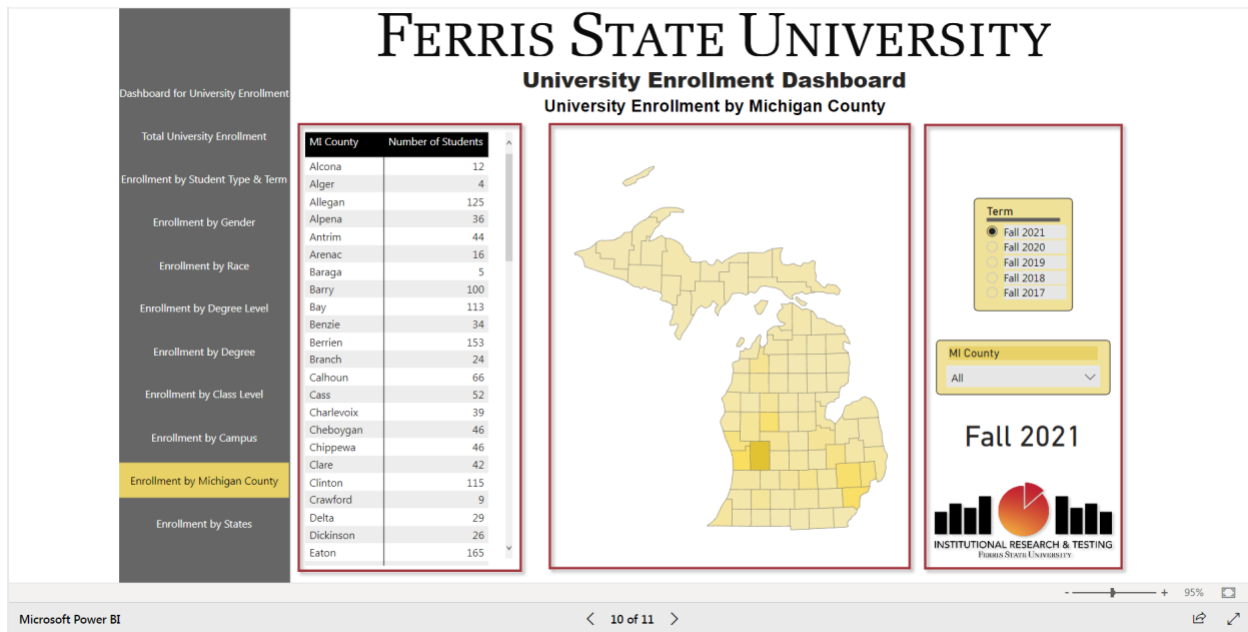 FERRIS STATE UNIVERSITY
University Enrollment Dashboard
University Enrollment by Michigan County
Dashboard for University Enrollment
Total University Enrollment
Enrollment by Student Type & Term
Enrollment by Gender
Enrollment by Race
Enrollment by Degree Level
Enrollment by Degree
Enrollment by Class Level
Enrollment by Campus
Enrollment by Michigan County
Enrollment by States
MI County Number of Students
Alcona 12
Alger 4
Allegan 125
Alpena 36
Antrim 44
Arenac 16
Baraga 5
Barry 100
Bay 113
Benzie 34
Berrien 153
Branch 24
Calhoun 66
Cass 52
Charlevoix 39
Cheboygan 46
Chippewa 46
Clare 42
Clinton 115
Crawford 9
Delta 29
Dickinson 26
Eaton 165
Term
Fall 2021
Fall 2020
Fall 2019
Fall 2018
Fall 2017
MI County
All
Fall 2021
INSTITUTIONAL RESEARCH & TESTING
FERRIS STATE UNIVERSITY
- + 95%
Microsoft Power BI
10 of 11